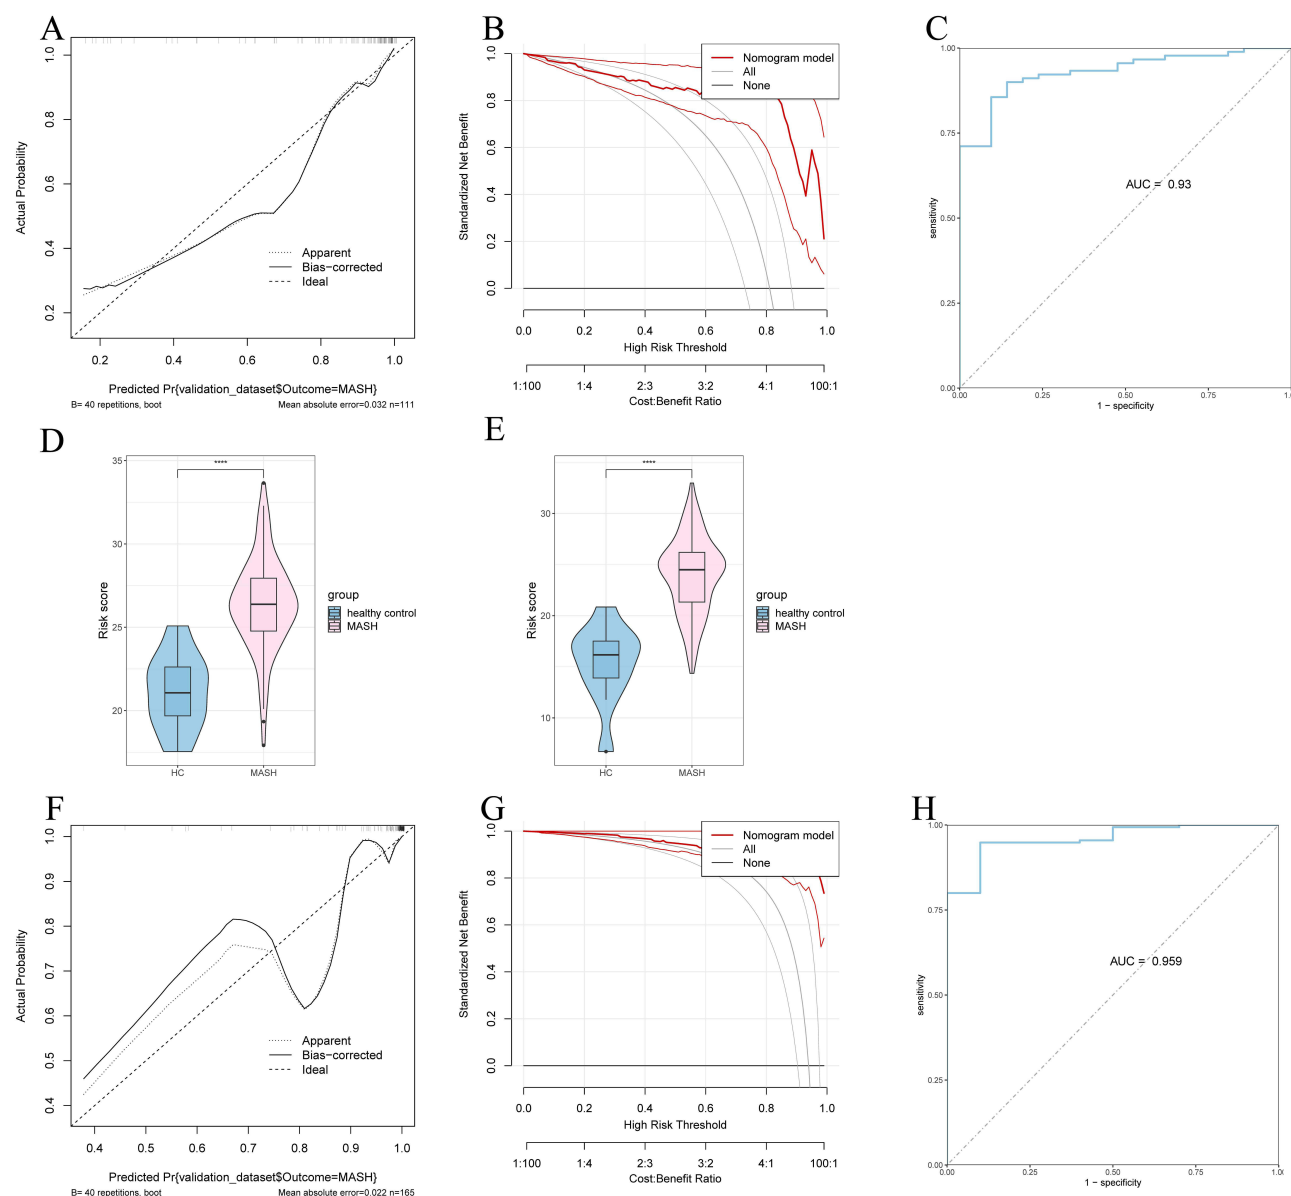 A
Actual Probability
1.0
0.8
0.6
0.4
0.2
Apparent
Bias−corrected
Ideal
0.2 0.4 0.6 0.8 1.0
Predicted Pr{validation_dataset$Outcome=MASH}
B= 40 repetitions, boot Mean absolute error=0.032 n=111
B
Standardized Net Benefit
1.0
0.8
0.6
0.4
0.2
0.0
Nomogram model
All
None
0.0 0.2 0.4 0.6 0.8 1.0
High Risk Threshold
1:100 1:4 2:3 3:2 4:1 100:1
Cost:Benefit Ratio
C
sensitivity
1.00
0.75
0.50
0.25
0.00
AUC = 0.93
0.00 0.25 0.50 0.75 1.0
1 − specificity
D
Risk score
35
30
25
20
****
HC MASH
group
healthy control
MASH
E
Risk score
30
20
10
****
HC MASH
group
healthy control
MASH
F
Actual Probability
1.0
0.9
0.8
0.7
0.6
0.5
0.4
Apparent
Bias−corrected
Ideal
0.4 0.5 0.6 0.7 0.8 0.9 1.0
Predicted Pr{validation_dataset$Outcome=MASH}
B= 40 repetitions, boot Mean absolute error=0.022 n=165
G
Standardized Net Benefit
1.0
0.8
0.6
0.4
0.2
0.0
Nomogram model
All
None
0.0 0.2 0.4 0.6 0.8 1.0
High Risk Threshold
1:100 1:4 2:3 3:2 4:1 100:1
Cost:Benefit Ratio
H
sensitivity
1.00
0.75
0.50
0.25
0.00
AUC = 0.959
0.00 0.25 0.50 0.75 1.0
1 − specificity